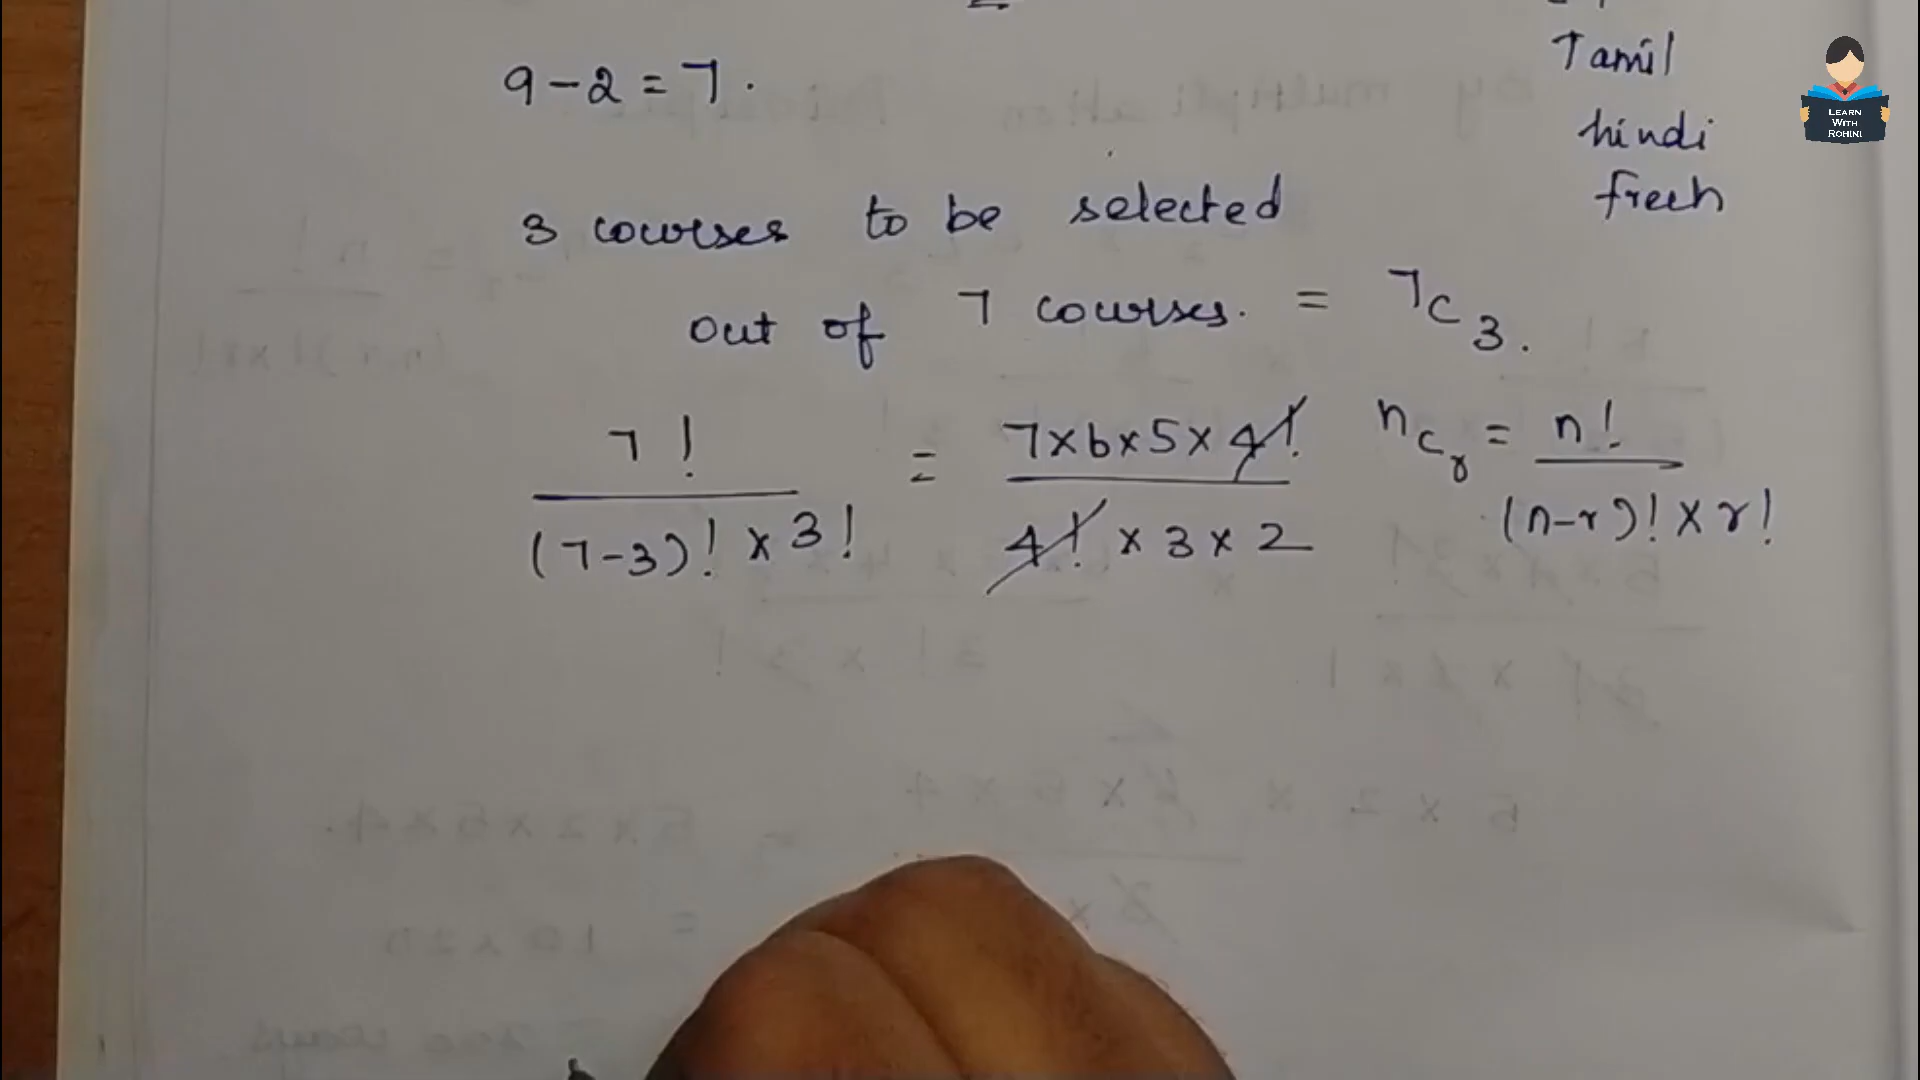 9-2=7.
Tamil
hindi
frech
LEARN
WITH
ROHINI
3 courses to be selected
out of 7 courses. = 7C3.
7! / (7-3)! x 3! = 7x6x5x4! / 4! x 3 x 2
nCr = n! / (n-r)! x r!